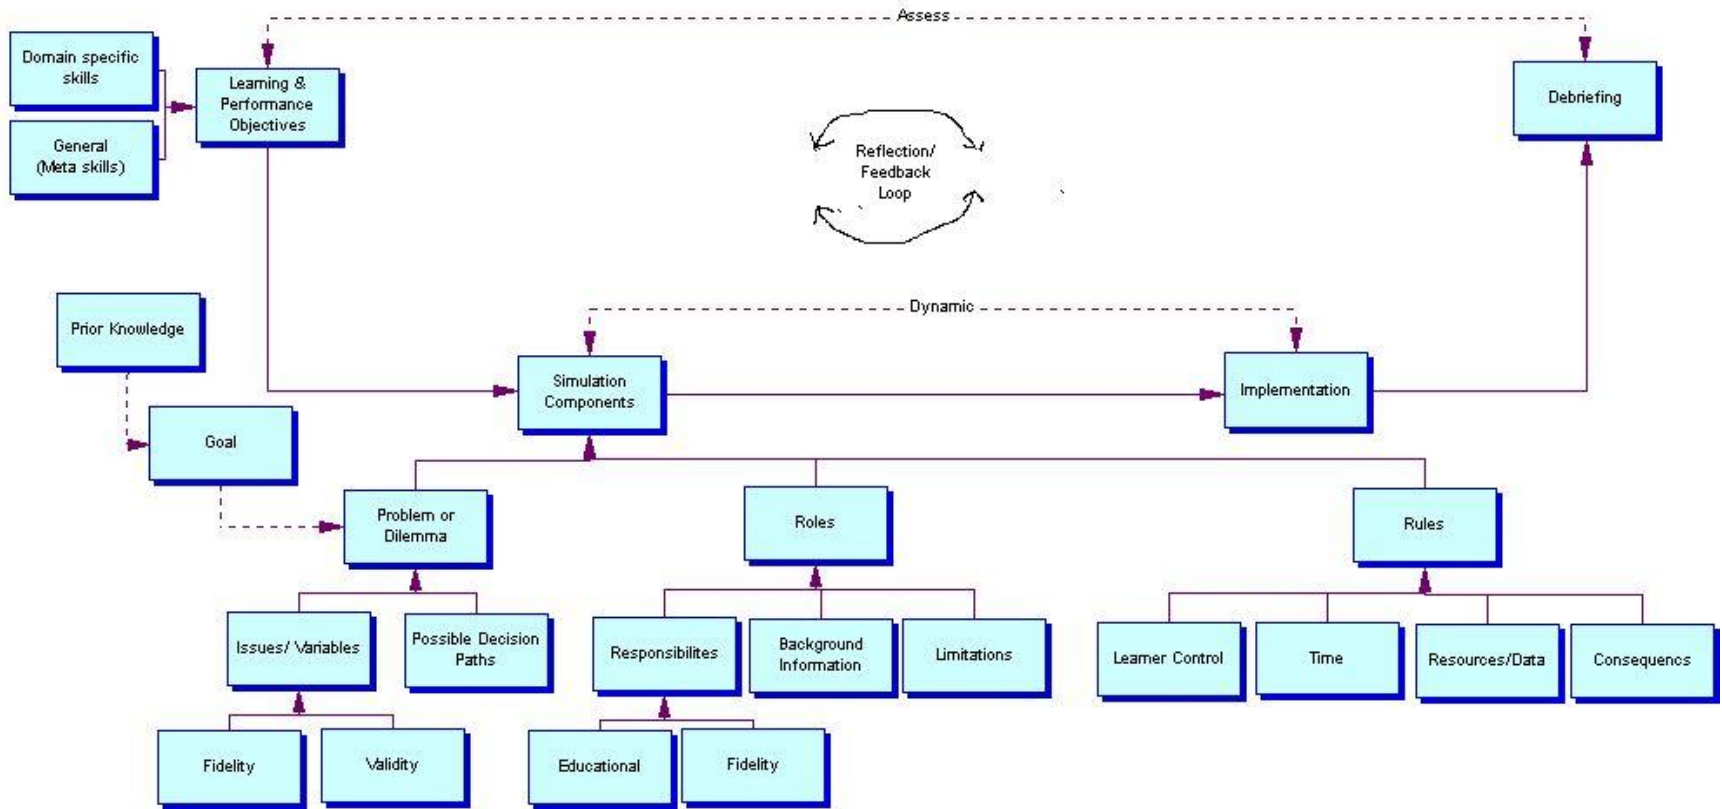 Assess
Domain specific
skills
Learning &
Performance
Objectives
Debriefing
General
(Meta skills)
Reflection/
Feedback
Loop
Prior Knowledge
Dynamic
Simulation
Components
Implementation
Goal
Problem or
Dilemma
Roles
Rules
Issues/ Variables
Possible Decision
Paths
Responsibilites
Background
Information
Limitations
Learner Control
Time
Resources/Data
Consequencs
Fidelity
Validity
Educational
Fidelity